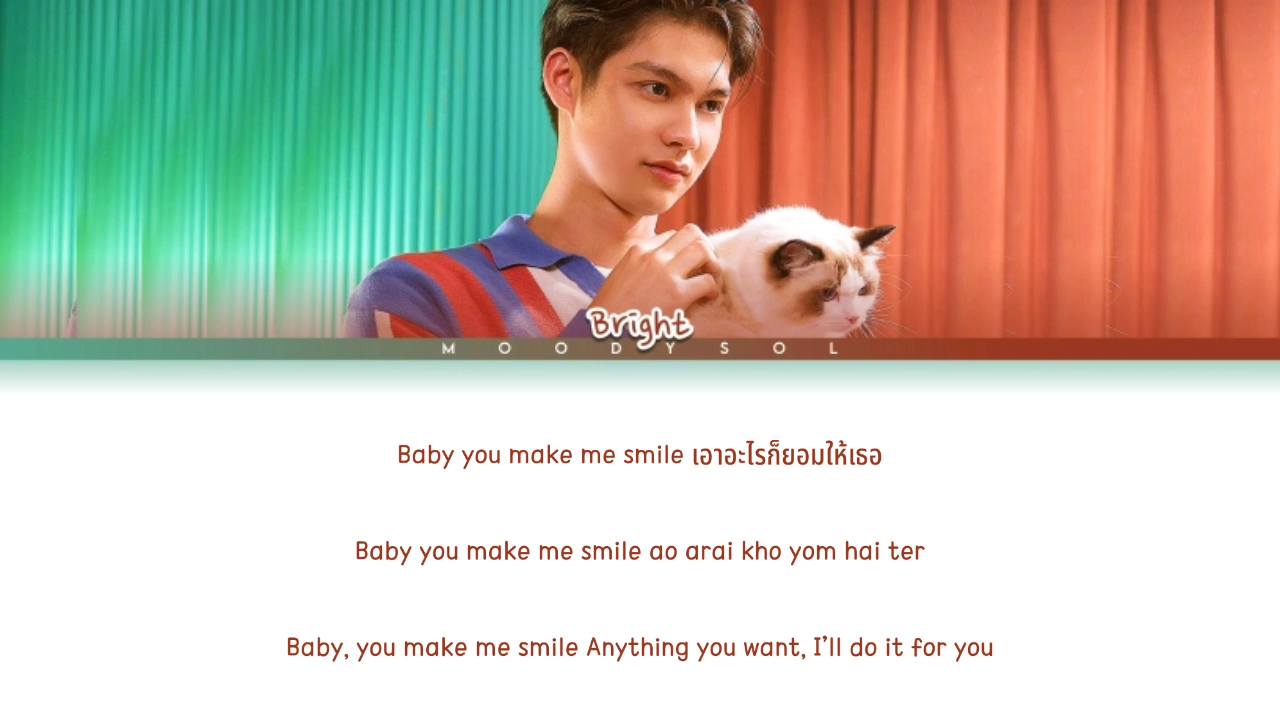 Bright
MOODYSOL
Baby you make me smile เอาอะไรก็ยอมให้เธอ
Baby you make me smile ao arai kho yom hai ter
Baby, you make me smile Anything you want, I'll do it for you